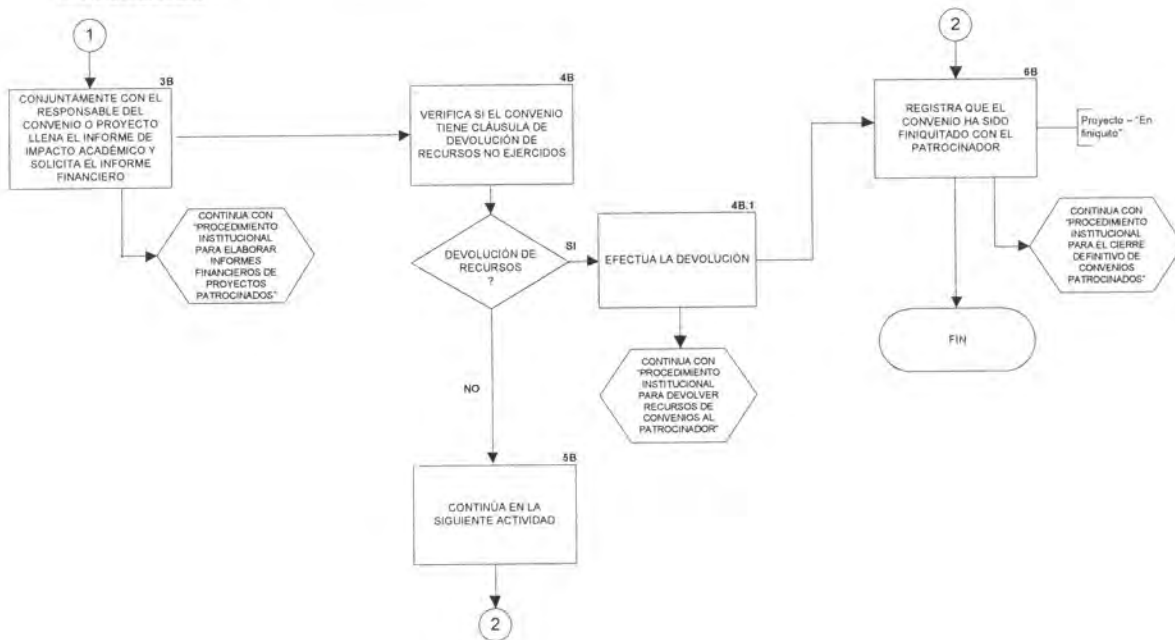 1
3B
CONJUNTAMENTE CON EL
RESPONSABLE DEL
CONVENIO O PROYECTO
LLENA EL INFORME DE
IMPACTO ACADÉMICO Y
SOLICITA EL INFORME
FINANCIERO
CONTINUA CON
"PROCEDIMIENTO
INSTITUCIONAL
PARA ELABORAR
INFORMES
FINANCIEROS DE
PROYECTOS
PATROCINADOS"
4B
VERIFICA SI EL CONVENIO
TIENE CLÁUSULA DE
DEVOLUCIÓN DE
RECURSOS NO EJERCIDOS
DEVOLUCIÓN DE
RECURSOS
?
SI
NO
4B.1
EFECTUA LA DEVOLUCIÓN
CONTINUA CON
"PROCEDIMIENTO
INSTITUCIONAL
PARA DEVOLVER
RECURSOS DE
CONVENIOS AL
PATROCINADOR"
5B
CONTINÚA EN LA
SIGUIENTE ACTIVIDAD
2
2
6B
REGISTRA QUE EL
CONVENIO HA SIDO
FINIQUITADO CON EL
PATROCINADOR
Proyecto – "En
finiquito"
CONTINUA CON
"PROCEDIMIENTO
INSTITUCIONAL
PARA EL CIERRE
DEFINITIVO DE
CONVENIOS
PATROCINADOS"
FIN